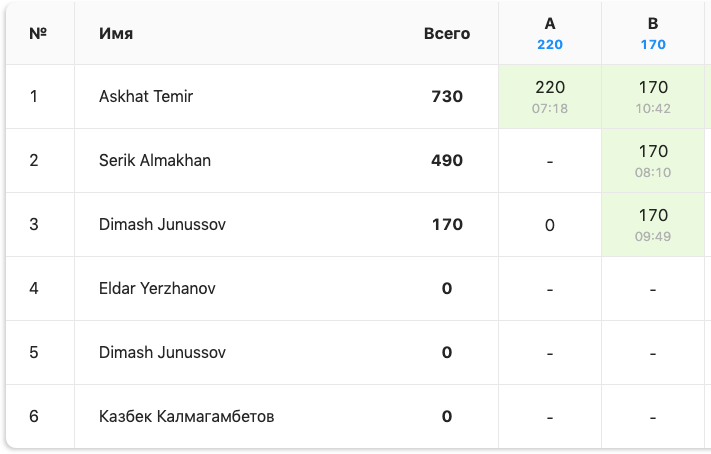 № Имя Всего A B
220 170
1 Askhat Temir 730 220 170
07:18 10:42
2 Serik Almakhan 490 - 170
08:10
3 Dimash Junussov 170 0 170
09:49
4 Eldar Yerzhanov 0 - -
5 Dimash Junussov 0 - -
6 Казбек Калмагамбетов 0 - -